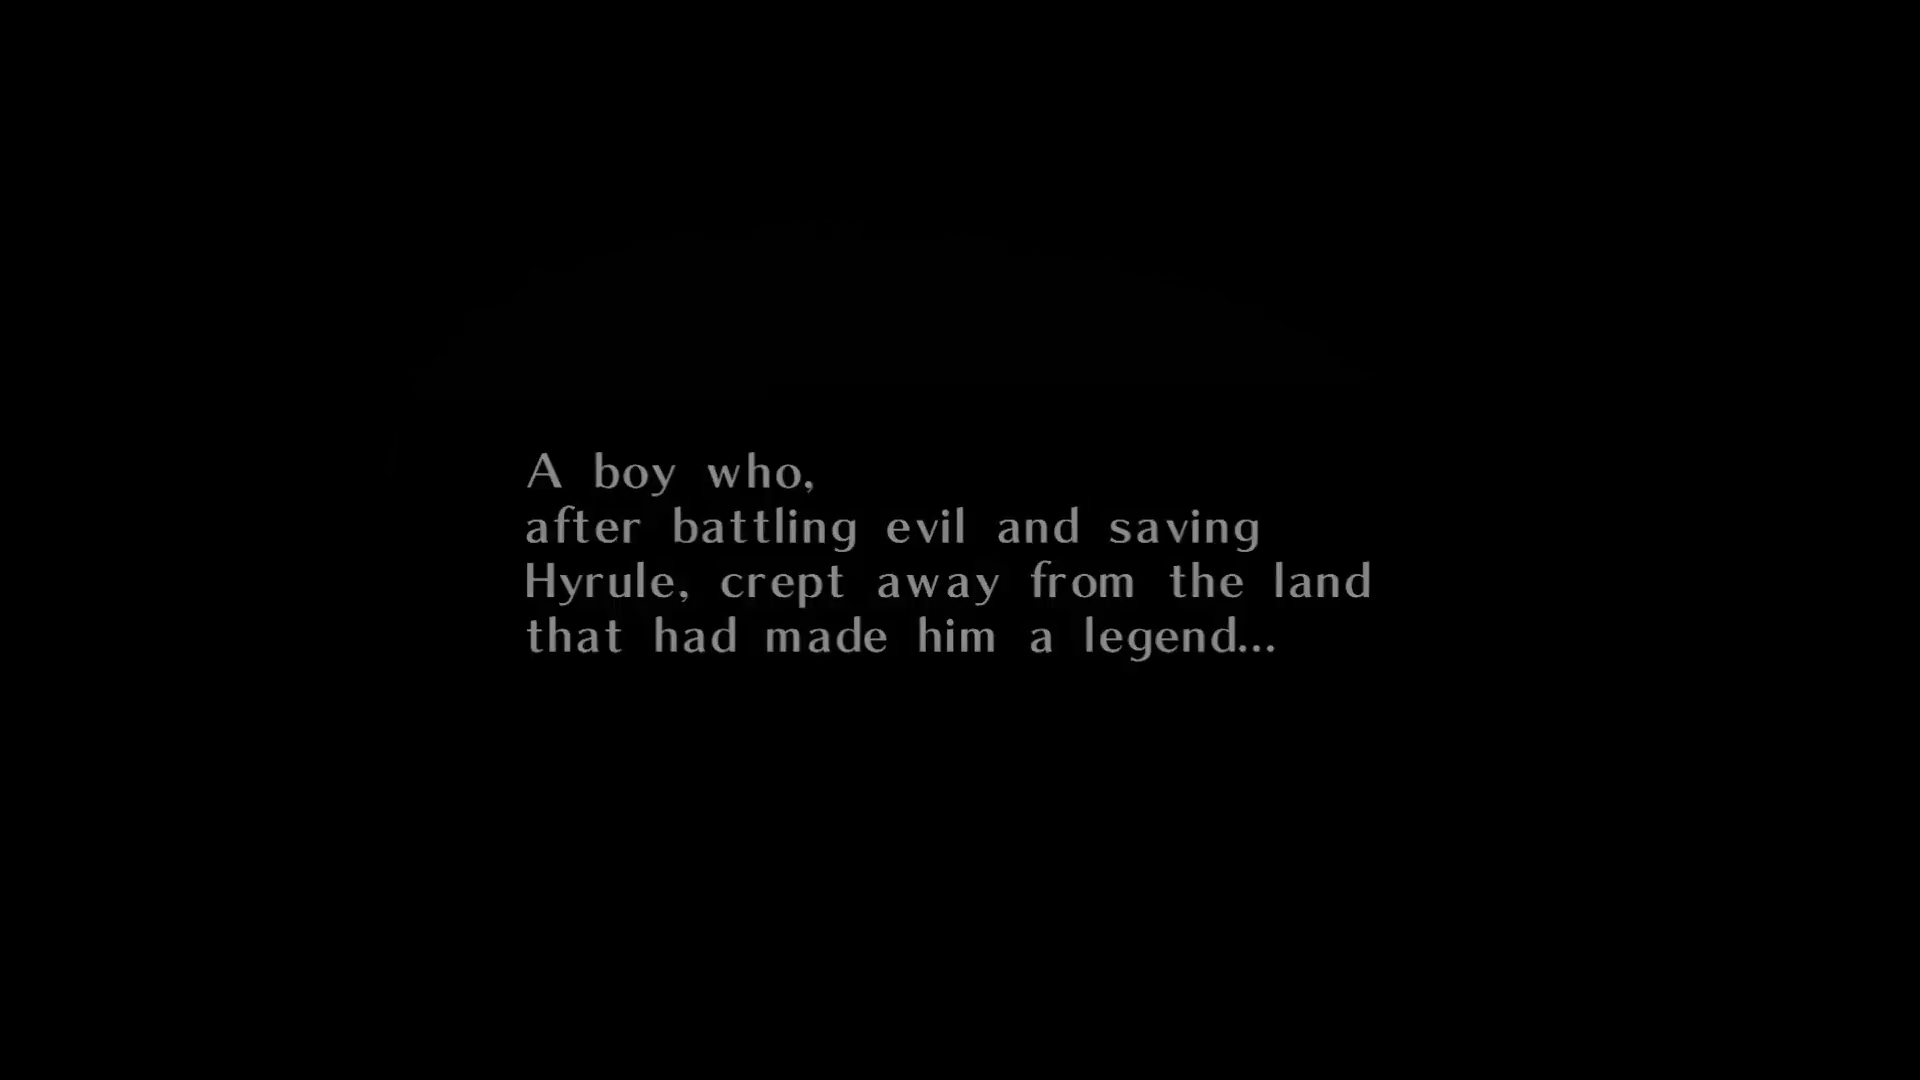 A boy who,
after battling evil and saving
Hyrule, crept away from the land
that had made him a legend...